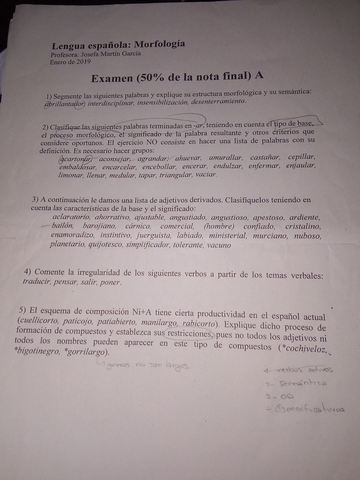 Lengua española: Morfología
Profesora: Josefa Martín García
Enero de 2019
Examen (50% de la nota final) A
1) Segmente las siguientes palabras y explique su estructura morfológica y su semántica:
abrillantador, interdisciplinar, insensibilización, desenterramiento.
2) Clasifique las siguientes palabras terminadas en -ar, teniendo en cuenta el tipo de base,
el proceso morfológico, el significado de la palabra resultante y otros criterios que
considere oportunos. El ejercicio NO consiste en hacer una lista de palabras con su
definición. Es necesario hacer grupos:
acartonar, aconsejar, agrandar, ahuevar, amurallar, castañar, cepillar,
embaldosar, encarcelar, encebollar, encerar, endulzar, enfermar, enjaular,
limonar, llenar, medular, tapar, triangular, vaciar.
3) A continuación le damos una lista de adjetivos derivados. Clasifíquelos teniendo en
cuenta las características de la base y el significado:
aclaratorio, ahorrativo, ajustable, angustiado, angustioso, apestoso, ardiente,
bailón, barojiano, cárnico, comercial, (hombre) confiado, cristalino,
enamoradizo, instintivo, juerguista, labiado, ministerial, murciano, nuboso,
planetario, quijotesco, simplificador, tolerante, vacuno
4) Comente la irregularidad de los siguientes verbos a partir de los temas verbales:
traducir, pensar, salir, poner.
5) El esquema de composición Ni+A tiene cierta productividad en el español actual
(cuellicorto, paticojo, patiabierto, manilargo, rabicorto). Explique dicho proceso de
formación de compuestos y establezca sus restricciones, pues no todos los adjetivos ni
todos los nombres pueden aparecer en este tipo de compuestos (*cochiveloz,
*bigotinegro, *gorrilargo).